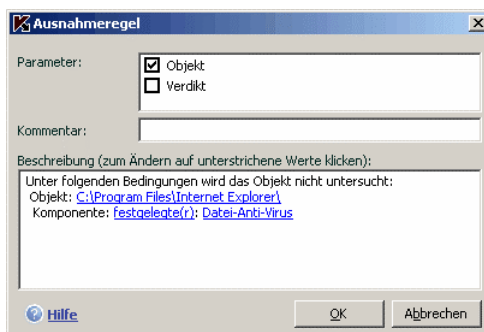 Ausnahmeregel
Parameter:
Objekt
Verdikt
Kommentar:
Beschreibung (zum Ändern auf unterstrichene Werte klicken):
Unter folgenden Bedingungen wird das Objekt nicht untersucht:
Objekt: C:\Program Files\Internet Explorer\
Komponente: festgelegte(r): Datei-Anti-Virus
Hilfe
OK
Abbrechen